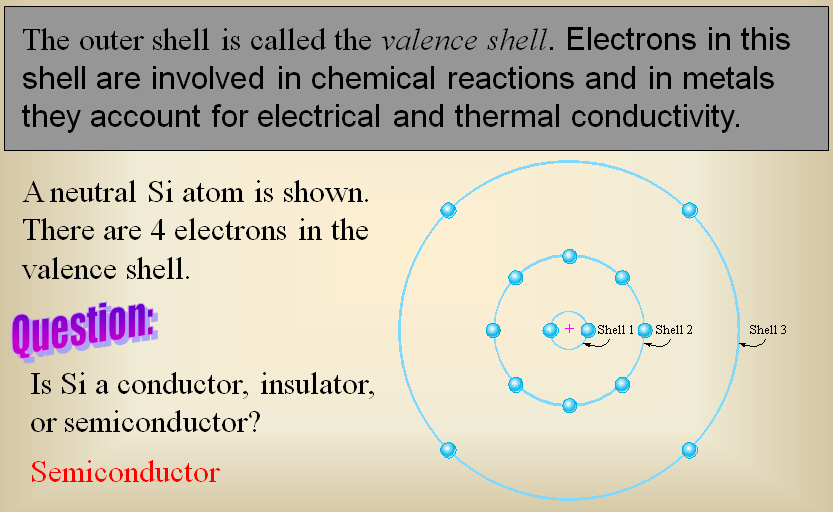 The outer shell is called the valence shell. Electrons in this
shell are involved in chemical reactions and in metals
they account for electrical and thermal conductivity.
A neutral Si atom is shown.
There are 4 electrons in the
valence shell.
Question:
Is Si a conductor, insulator,
or semiconductor?
Semiconductor
+
Shell 1
Shell 2
Shell 3